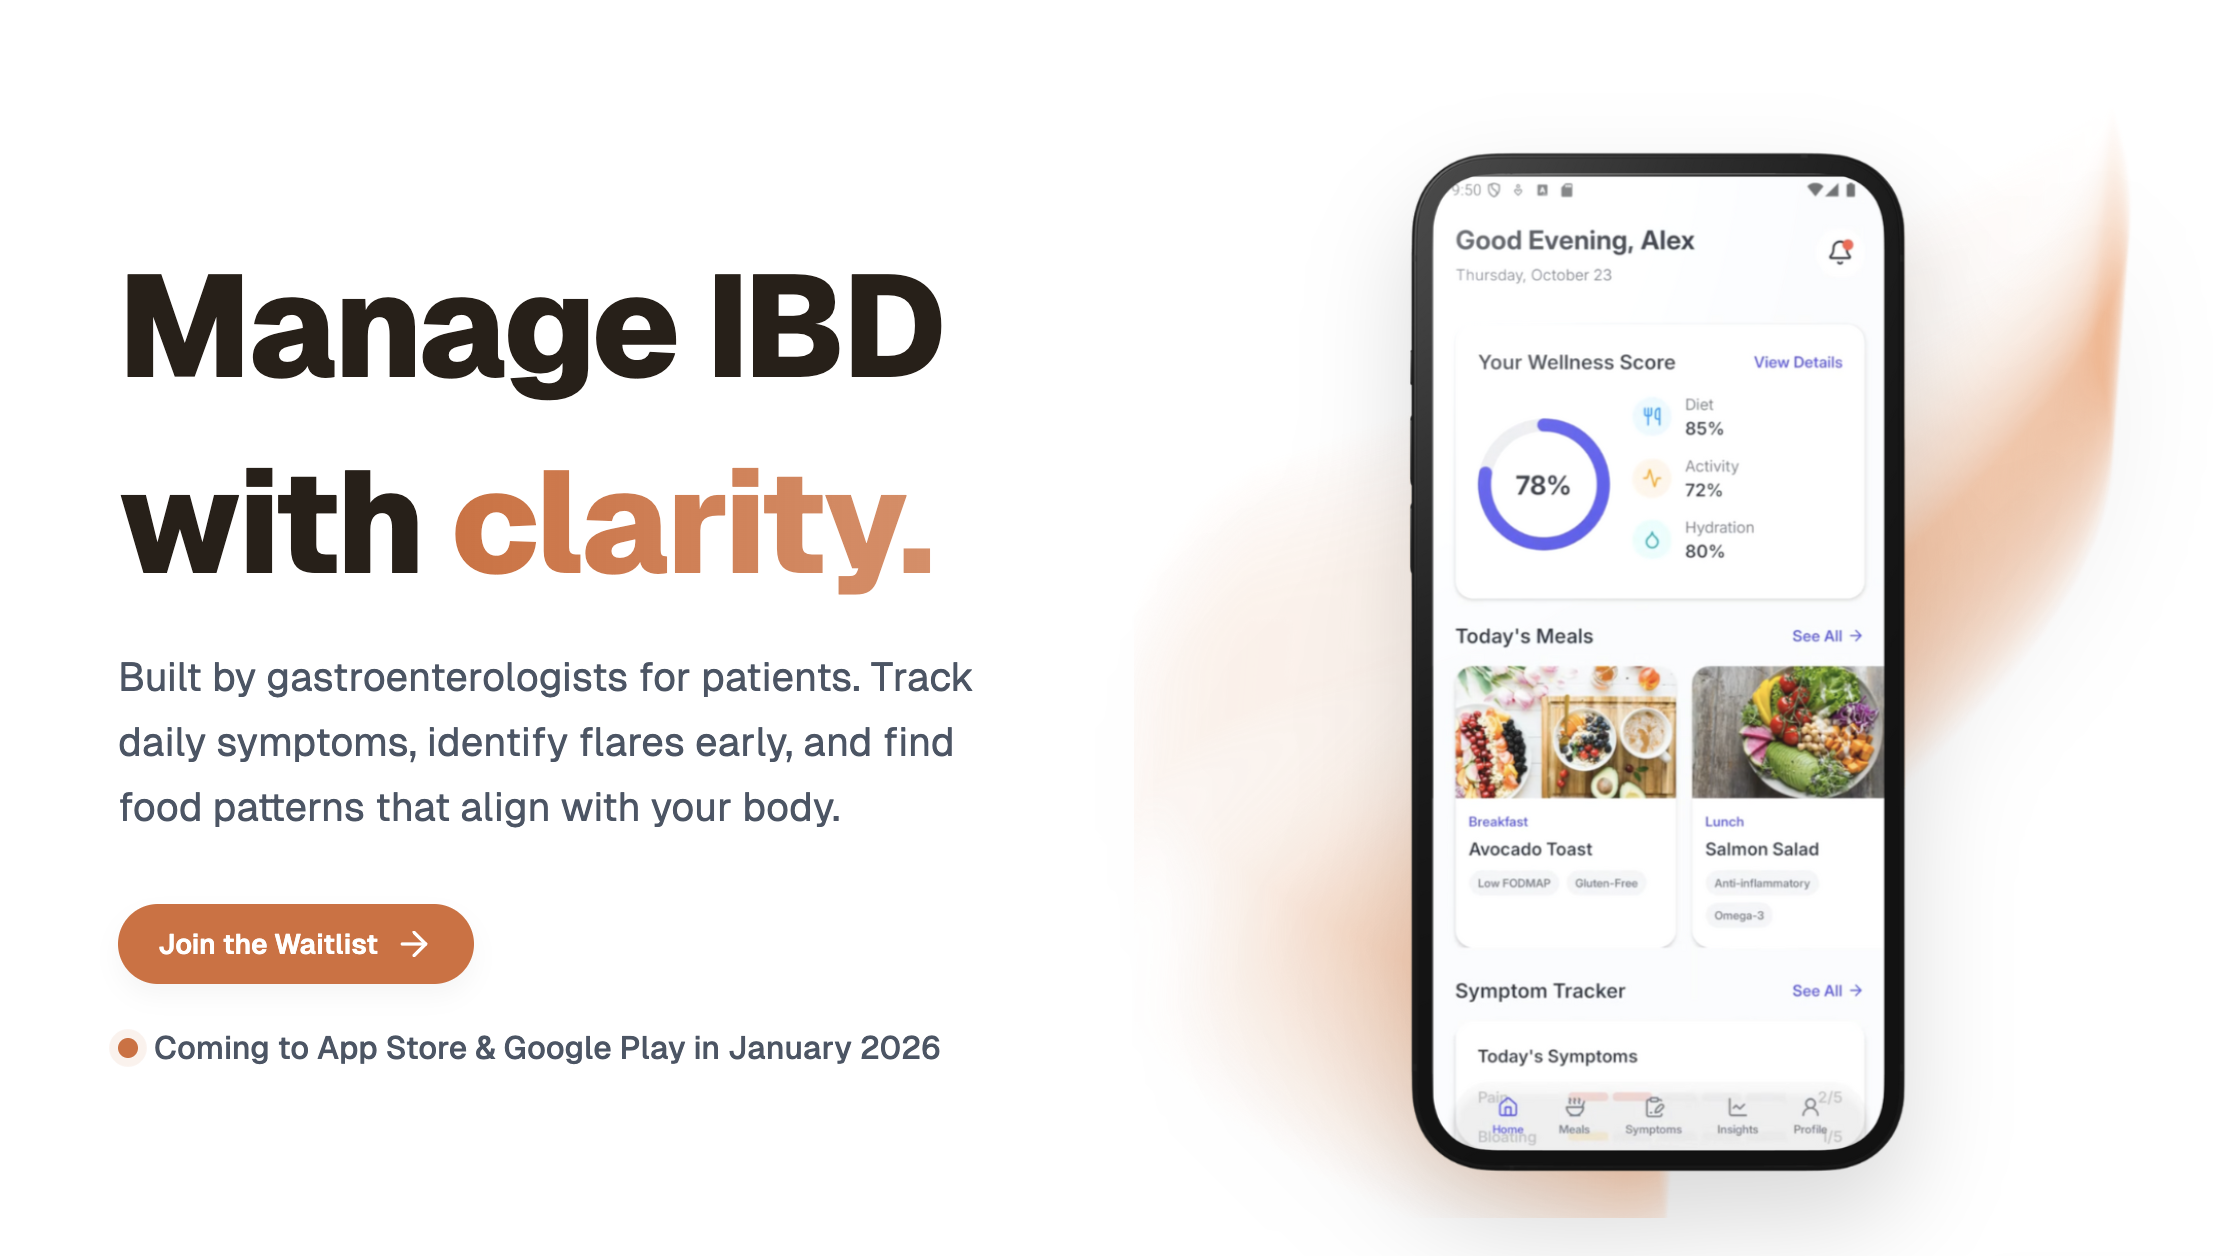 Manage IBD
with clarity.
Built by gastroenterologists for patients. Track
daily symptoms, identify flares early, and find
food patterns that align with your body.
Join the Waitlist
Coming to App Store & Google Play in January 2026
9:50
Good Evening, Alex
Thursday, October 23
Your Wellness Score
View Details
78%
Diet
85%
Activity
72%
Hydration
80%
Today's Meals
See All
Breakfast
Avocado Toast
Low FODMAP
Gluten-Free
Lunch
Salmon Salad
Anti-inflammatory
Omega-3
Symptom Tracker
See All
Today's Symptoms
Pain
2/5
Bloating
1/5
Home
Meals
Symptoms
Insights
Profile